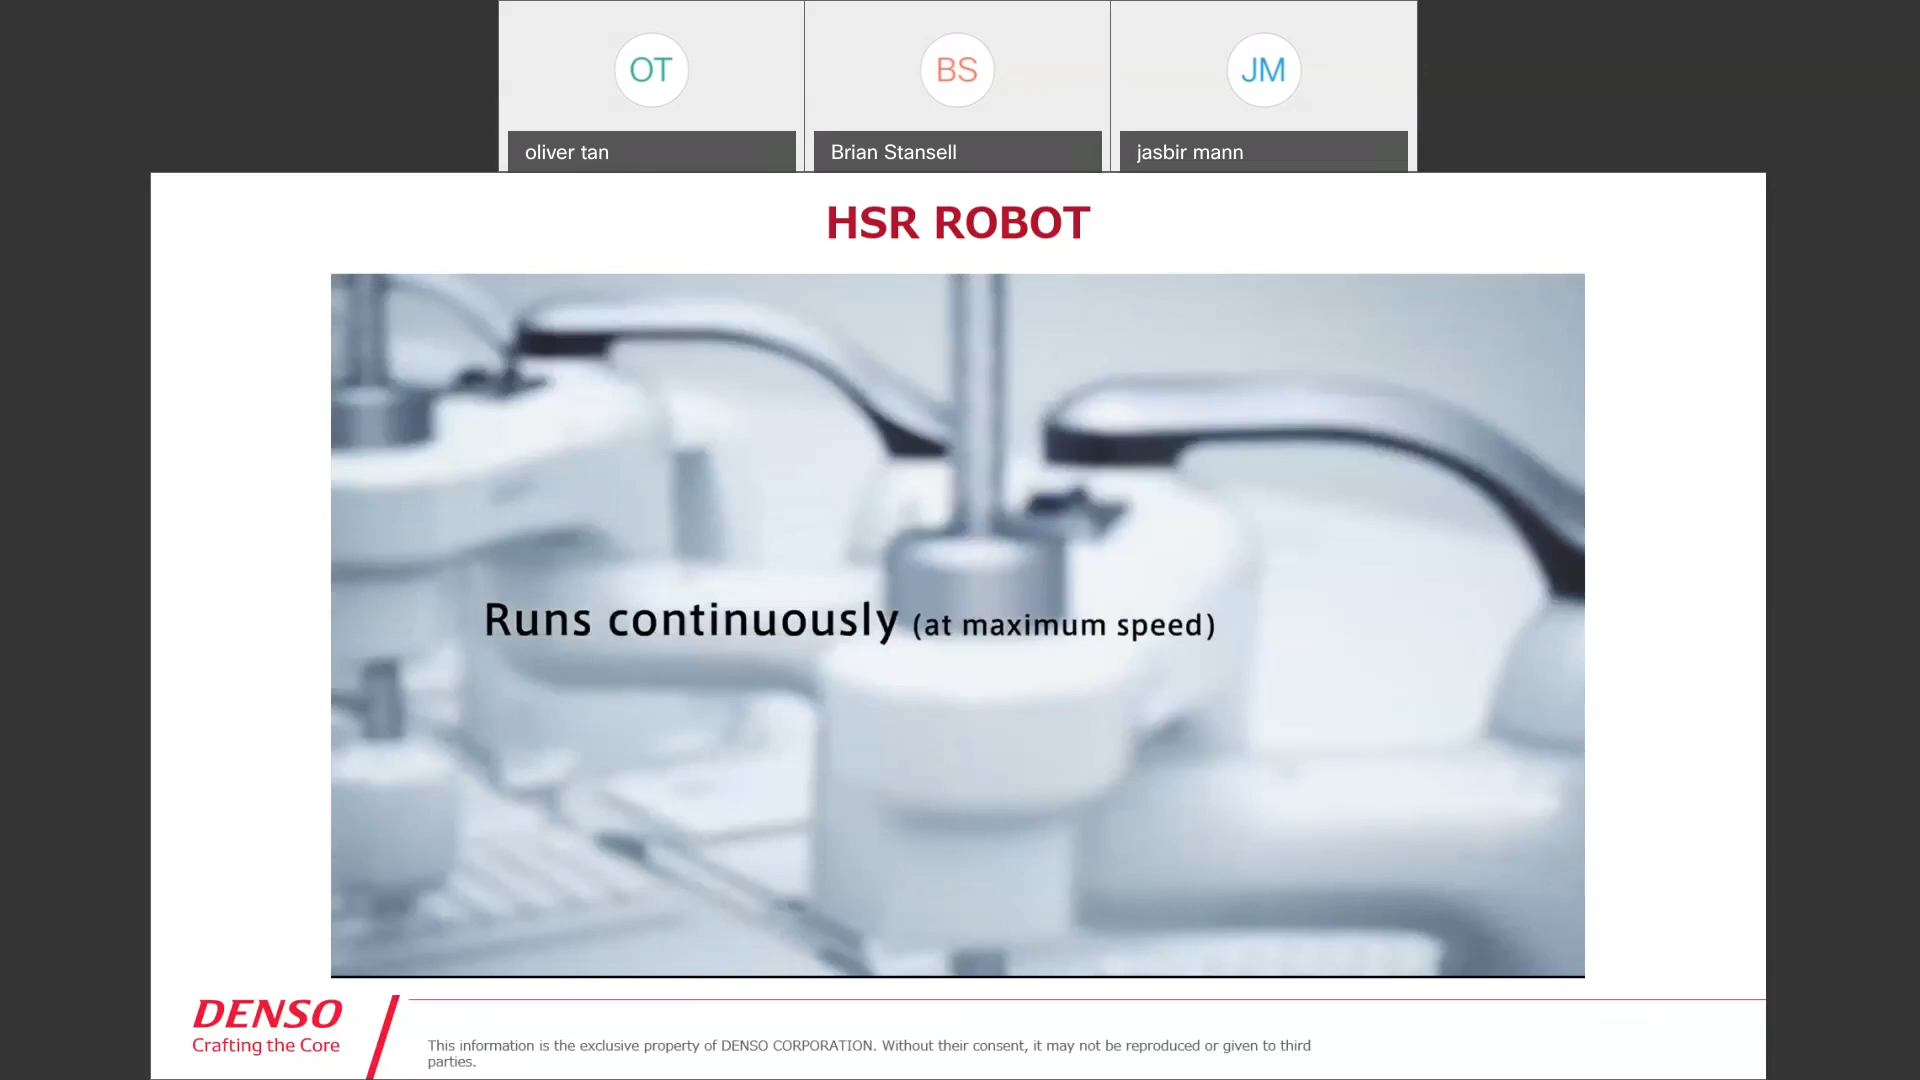 OT
BS
JM
oliver tan
Brian Stansell
jasbir mann
HSR ROBOT
Runs continuously (at maximum speed)
DENSO
Crafting the Core
This information is the exclusive property of DENSO CORPORATION. Without their consent, it may not be reproduced or given to third
parties.